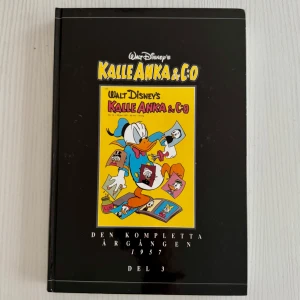 WALT DISNEY'S
KALLE ANKA & C:O
WALT DISNEY'S
KALLE ANKA & C:O
DEN KOMPLETTA
ÅRGÅNGEN
1957
DEL 3